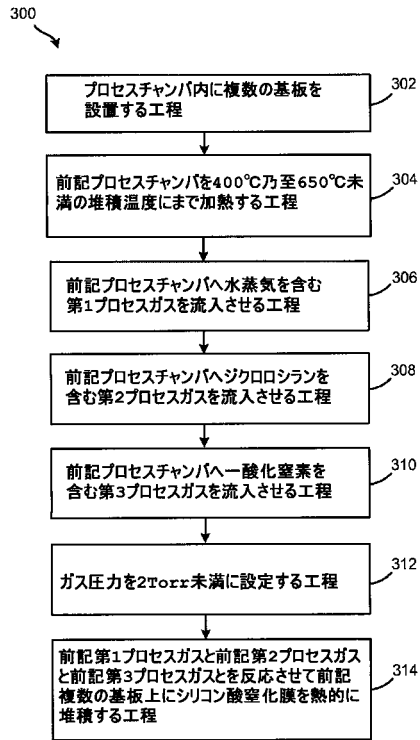 300
プロセスチャンバ内に複数の基板を
設置する工程
302
前記プロセスチャンバを400℃乃至650℃未
満の堆積温度にまで加熱する工程
304
前記プロセスチャンバへ水蒸気を含む
第1プロセスガスを流入させる工程
306
前記プロセスチャンバへジクロロシランを
含む第2プロセスガスを流入させる工程
308
前記プロセスチャンバへ一酸化窒素
を含む第3プロセスガスを流入させる工程
310
ガス圧力を2Torr未満に設定する工程
312
前記第1プロセスガスと前記第2プロセスガス
と前記第3プロセスガスとを反応させて前記
複数の基板上にシリコン酸窒化膜を熱的に
堆積する工程
314